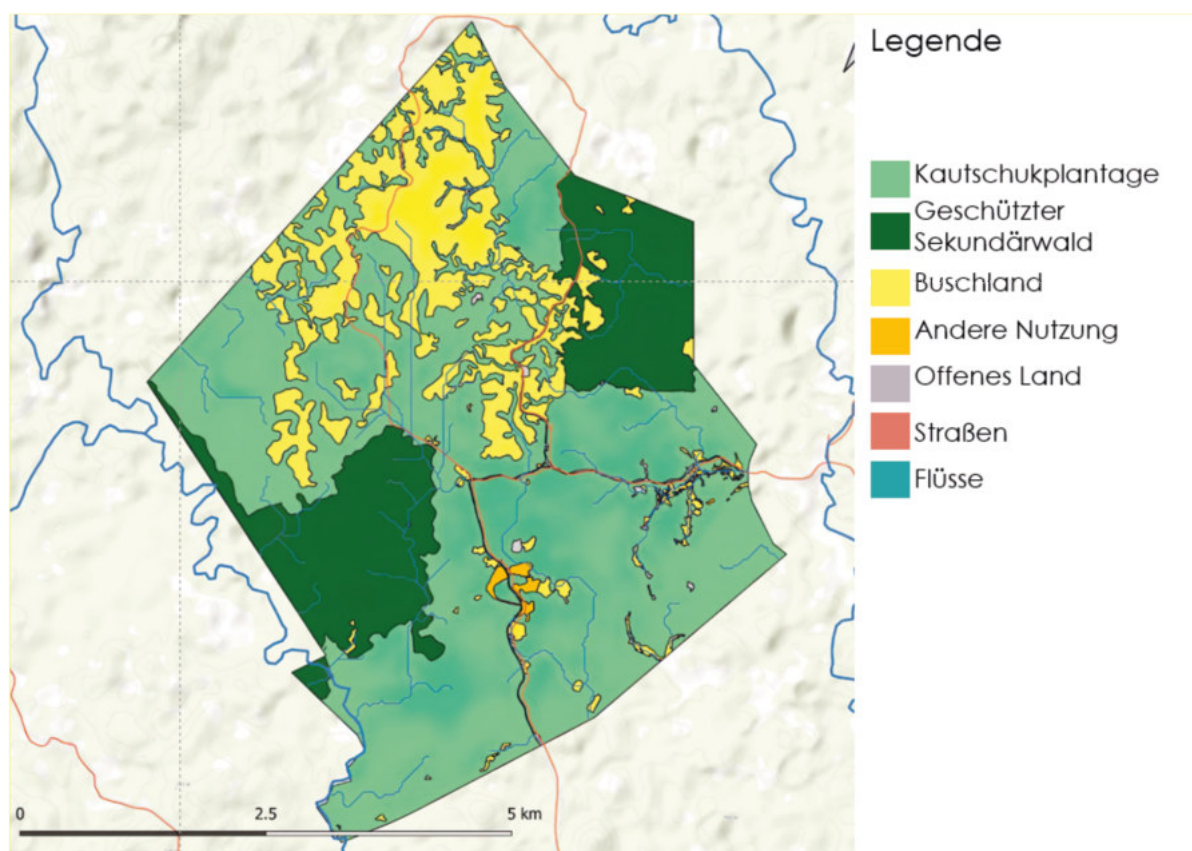 Legende
Kautschukplantage
Geschützter
Sekundärwald
Buschland
Andere Nutzung
Offenes Land
Straßen
Flüsse
0 2.5 5 km